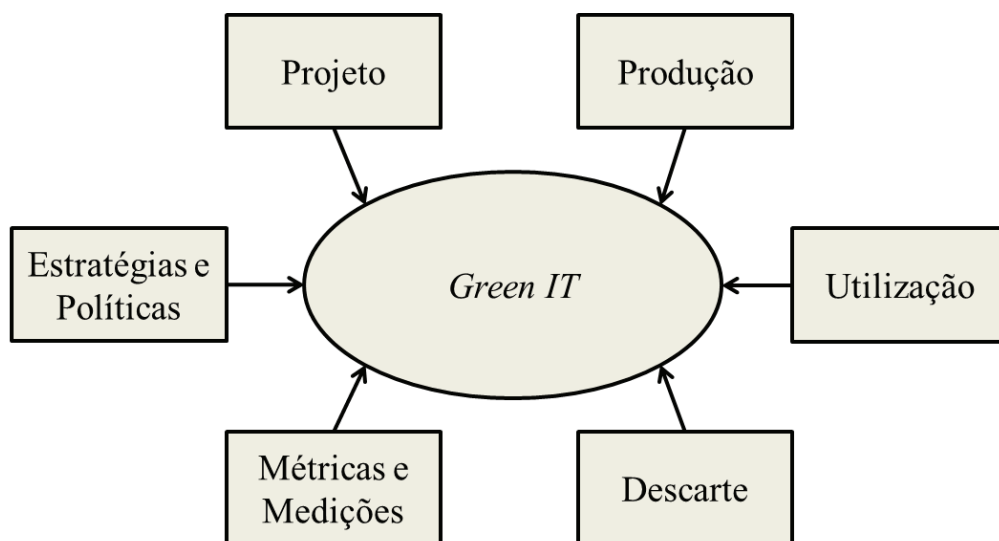 Projeto
Produção
Estratégias e
Políticas
Green IT
Utilização
Métricas e
Medições
Descarte